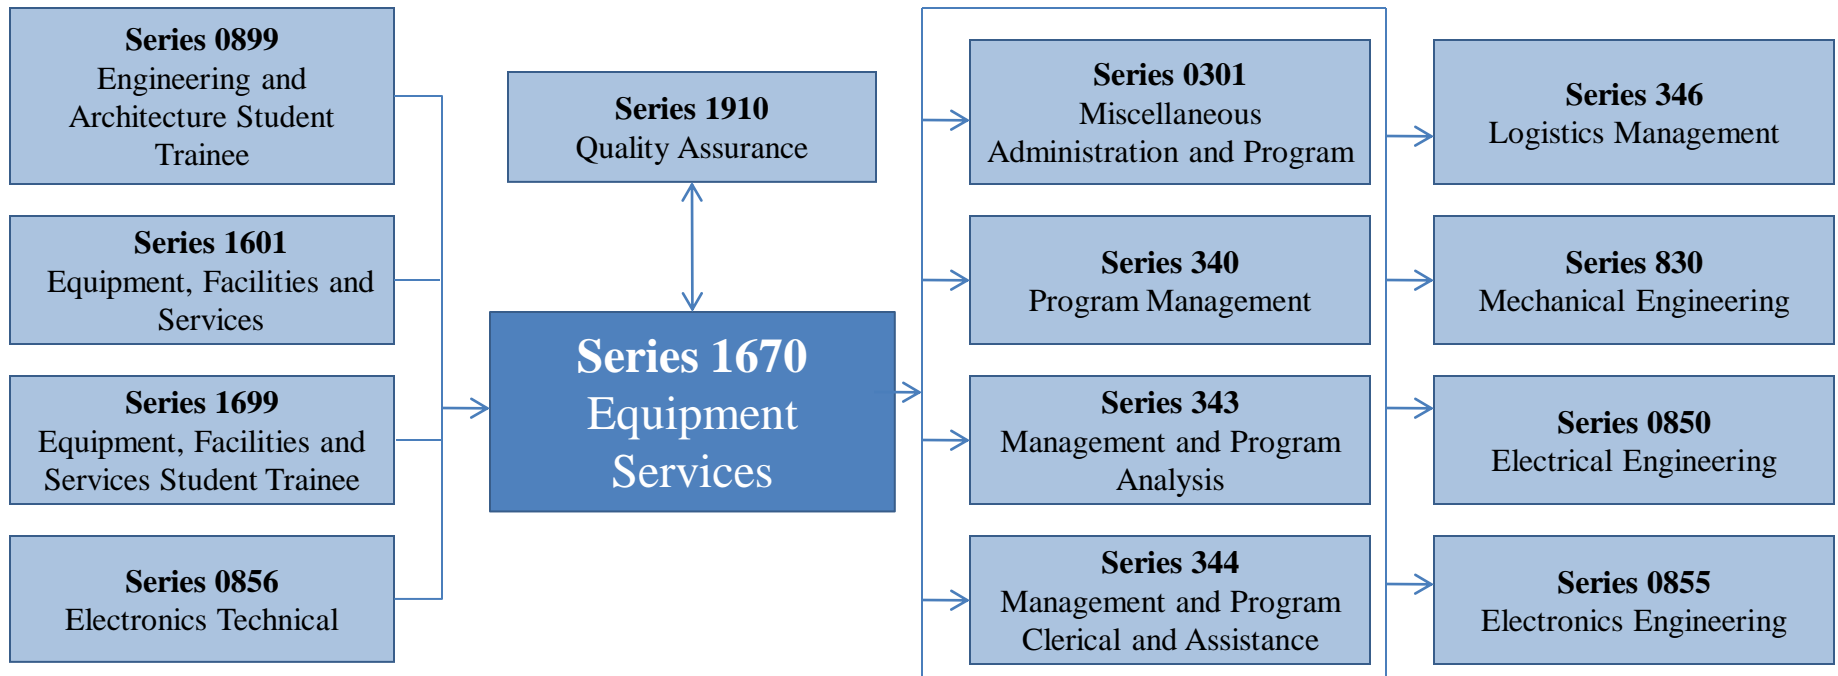 Series 0899
Engineering and
Architecture Student
Trainee
Series 1601
Equipment, Facilities and
Services
Series 1699
Equipment, Facilities and
Services Student Trainee
Series 0856
Electronics Technical
Series 1910
Quality Assurance
Series 1670
Equipment
Services
Series 0301
Miscellaneous
Administration and Program
Series 340
Program Management
Series 343
Management and Program
Analysis
Series 344
Management and Program
Clerical and Assistance
Series 346
Logistics Management
Series 830
Mechanical Engineering
Series 0850
Electrical Engineering
Series 0855
Electronics Engineering